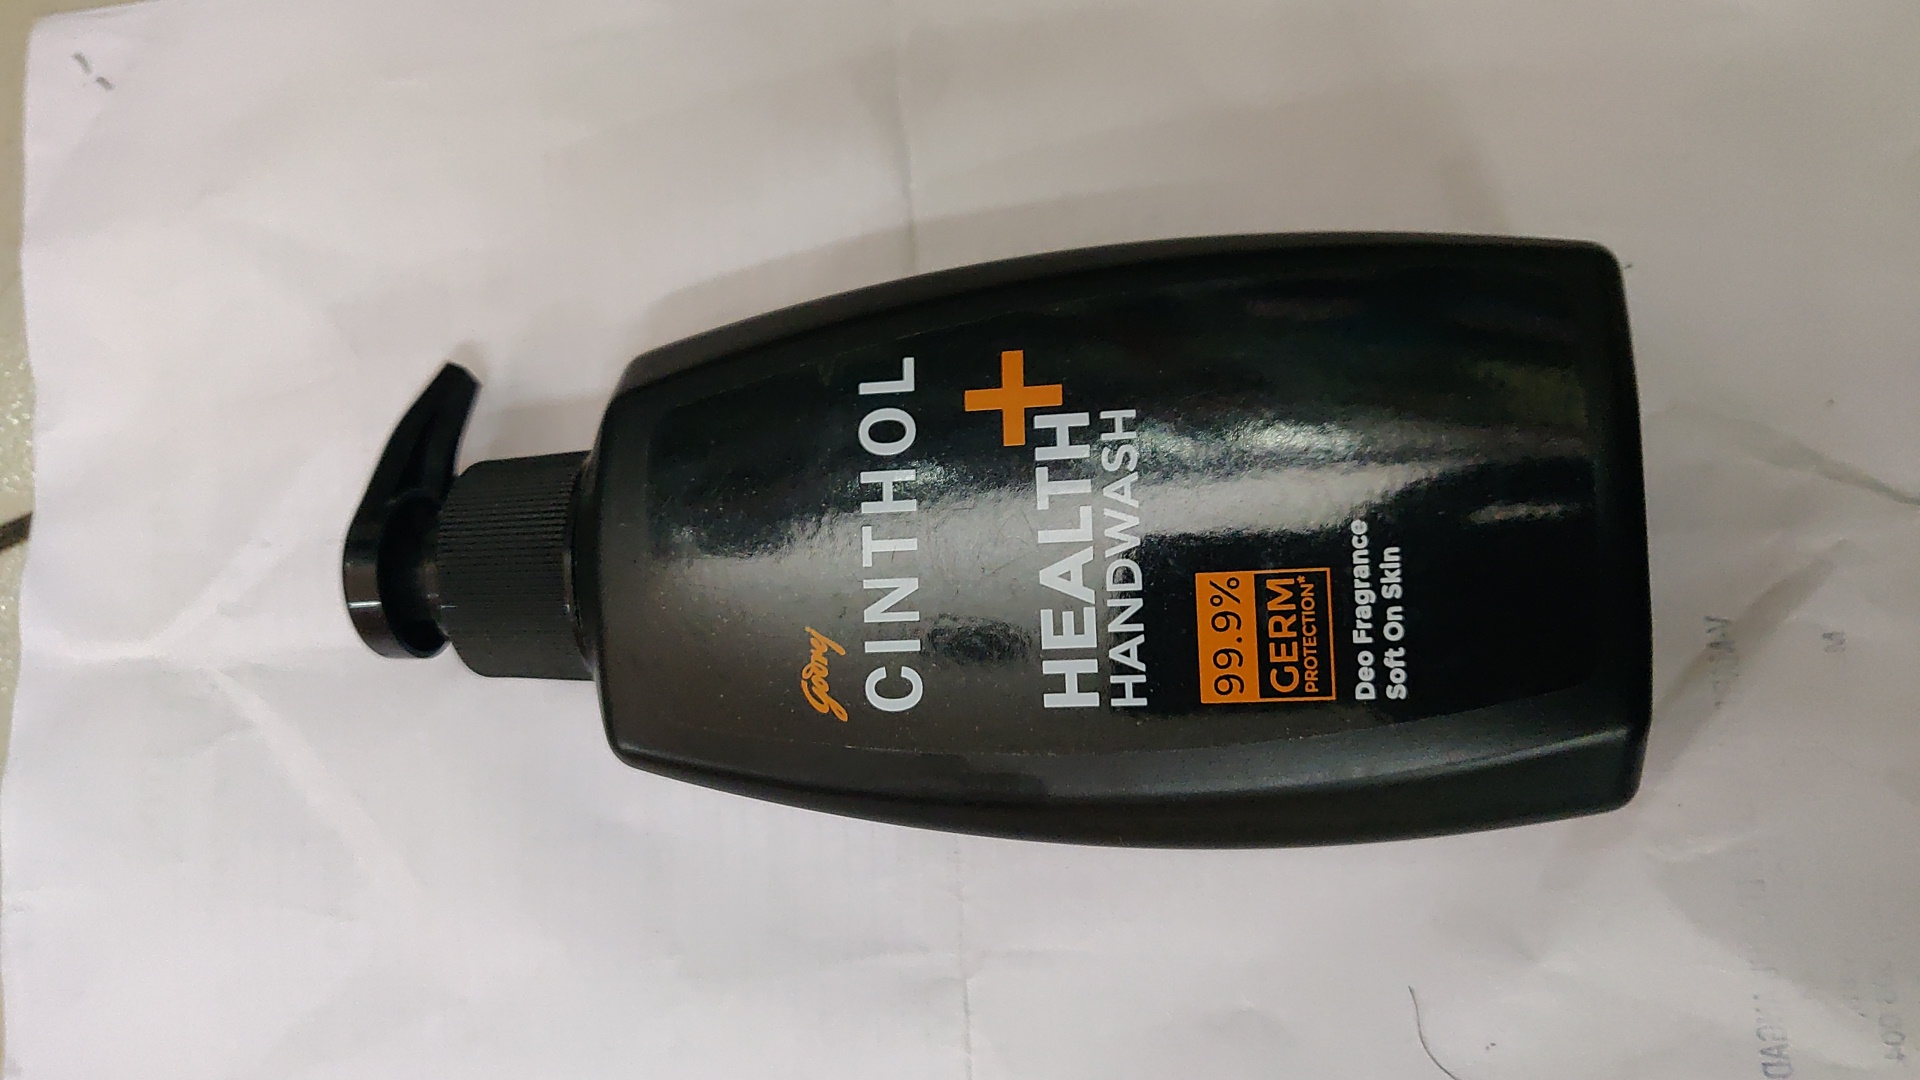 Godrej
CINTHOL
HEALTH+
HANDWASH
99.9%
GERM
PROTECTION*
Deo Fragrance
Soft On Skin
M